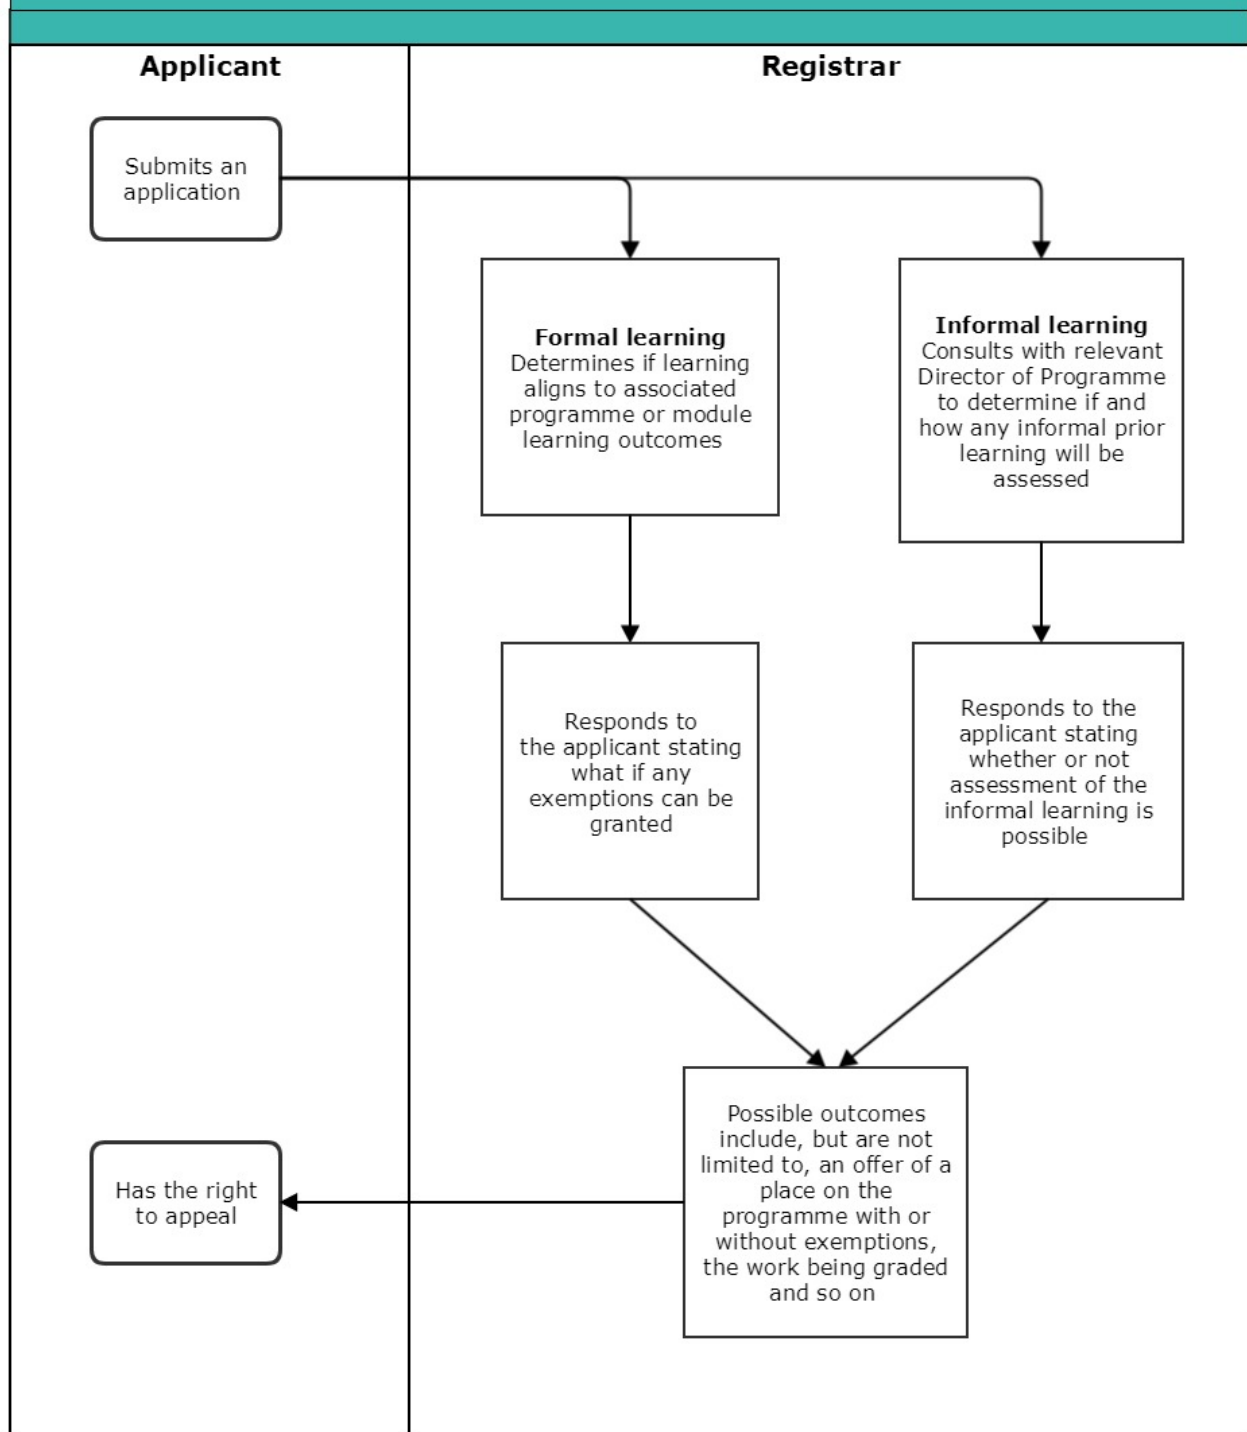 Applicant
Registrar
Submits an
application
Formal learning
Determines if learning
aligns to associated
programme or module
learning outcomes
Informal learning
Consults with relevant
Director of Programme
to determine if and
how any informal prior
learning will be
assessed
Responds to
the applicant stating
what if any
exemptions can be
granted
Responds to the
applicant stating
whether or not
assessment of the
informal learning is
possible
Possible outcomes
include, but are not
limited to, an offer of a
place on the
programme with or
without exemptions,
the work being graded
and so on
Has the right
to appeal